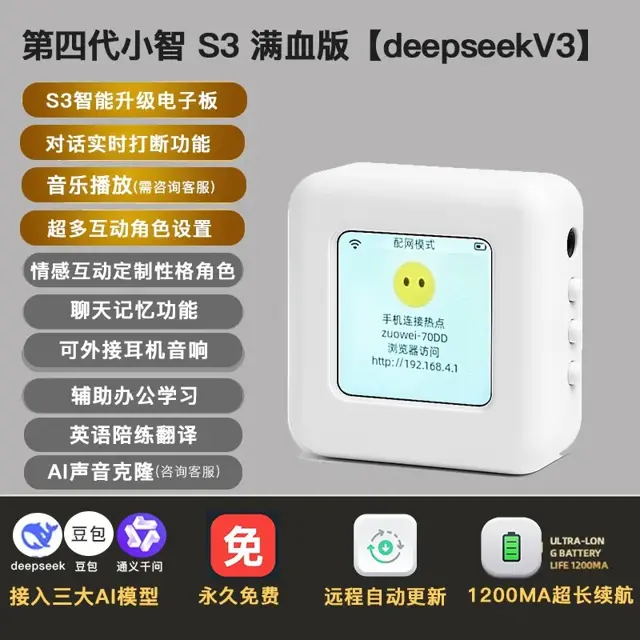 第四代小智 S3 满血版【deepseekV3】
S3智能升级电子板
对话实时打断功能
音乐播放(需咨询客服)
超多互动角色设置
情感互动定制性格角色
聊天记忆功能
可外接耳机音响
辅助办公学习
英语陪练翻译
AI声音克隆(咨询客服)
配网模式
手机连接热点
zuowei-70DD
浏览器访问
http://192.168.4.1
deepseek
豆包
豆包
通义千问
接入三大AI模型
免
永久免费
远程自动更新
ULTRA-LON
G BATTERY
LIFE 1200MA
1200MA超长续航